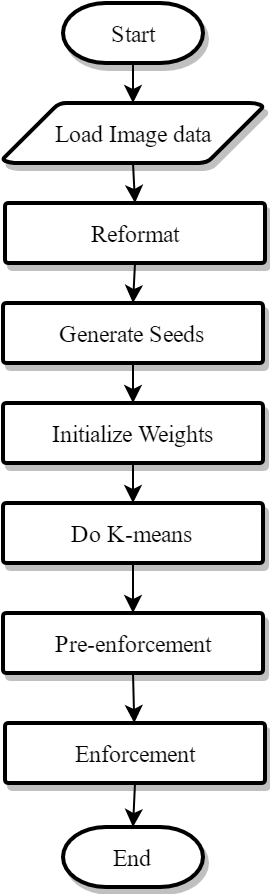 Start
Load Image data
Reformat
Generate Seeds
Initialize Weights
Do K-means
Pre-enforcement
Enforcement
End